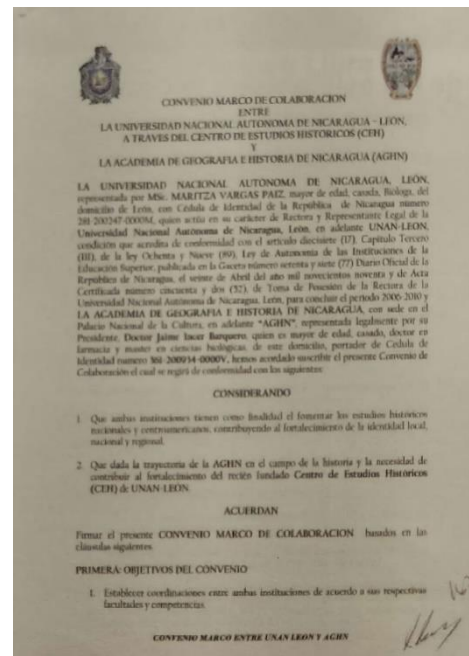 CONVENIO MARCO DE COLABORACION
ENTRE
LA UNIVERSIDAD NACIONAL AUTONOMA DE NICARAGUA – LEON,
A TRAVES DEL CENTRO DE ESTUDIOS HISTORICOS (CEH)
Y
LA ACADEMIA DE GEOGRAFIA E HISTORIA DE NICARAGUA (AGHN)
LA UNIVERSIDAD NACIONAL AUTONOMA DE NICARAGUA, LEON,
representada por MSc. MARITZA VARGAS PAIZ, mayor de edad, casada, Bióloga, del
domicilio de León, con Cédula de Identidad de la República de Nicaragua número
281-200247-0000M, quien actúa en su carácter de Rectora y Representante Legal de la
Universidad Nacional Autónoma de Nicaragua, León, en adelante UNAN-LEON,
condición que acredita de conformidad con el artículo diecisiete (17), Capítulo Tercero
(III), de la ley Ochenta y Nueve (89), Ley de Autonomía de las Instituciones de la
Educación Superior, publicada en la Gaceta número setenta y siete (77) Diario Oficial de la
República de Nicaragua, el veinte de Abril del año mil novecientos noventa y de Acta
Certificada número cincuenta y dos (52), de Toma de Posesión de la Rectora de la
Universidad Nacional Autónoma de Nicaragua, León, para concluir el período 2006-2010 y
LA ACADEMIA DE GEOGRAFIA E HISTORIA DE NICARAGUA, con sede en el
Palacio Nacional de la Cultura, en adelante "AGHN", representada legalmente por su
Presidente, Doctor Jaime Incer Barquero, quien es mayor de edad, casado, doctor en
farmacia y master en ciencias biológicas, de este domicilio, portador de Cédula de
Identidad número 361-200934-0000V, hemos acordado suscribir el presente Convenio de
Colaboración el cual se regirá de conformidad con los siguientes:
CONSIDERANDO
1. Que ambas instituciones tienen como finalidad el fomentar los estudios históricos
nacionales y centroamericanos, contribuyendo al fortalecimiento de la identidad local,
nacional y regional.
2. Que dada la trayectoria de la AGHN en el campo de la historia y la necesidad de
contribuir al fortalecimiento del recién fundado Centro de Estudios Históricos
(CEH) de UNAN-LEON.
ACUERDAN
Firmar el presente CONVENIO MARCO DE COLABORACION basados en las
cláusulas siguientes.
PRIMERA: OBJETIVOS DEL CONVENIO
1. Establecer coordinaciones entre ambas instituciones de acuerdo a sus respectivas
facultades y competencias.
CONVENIO MARCO ENTRE UNAN LEON Y AGHN